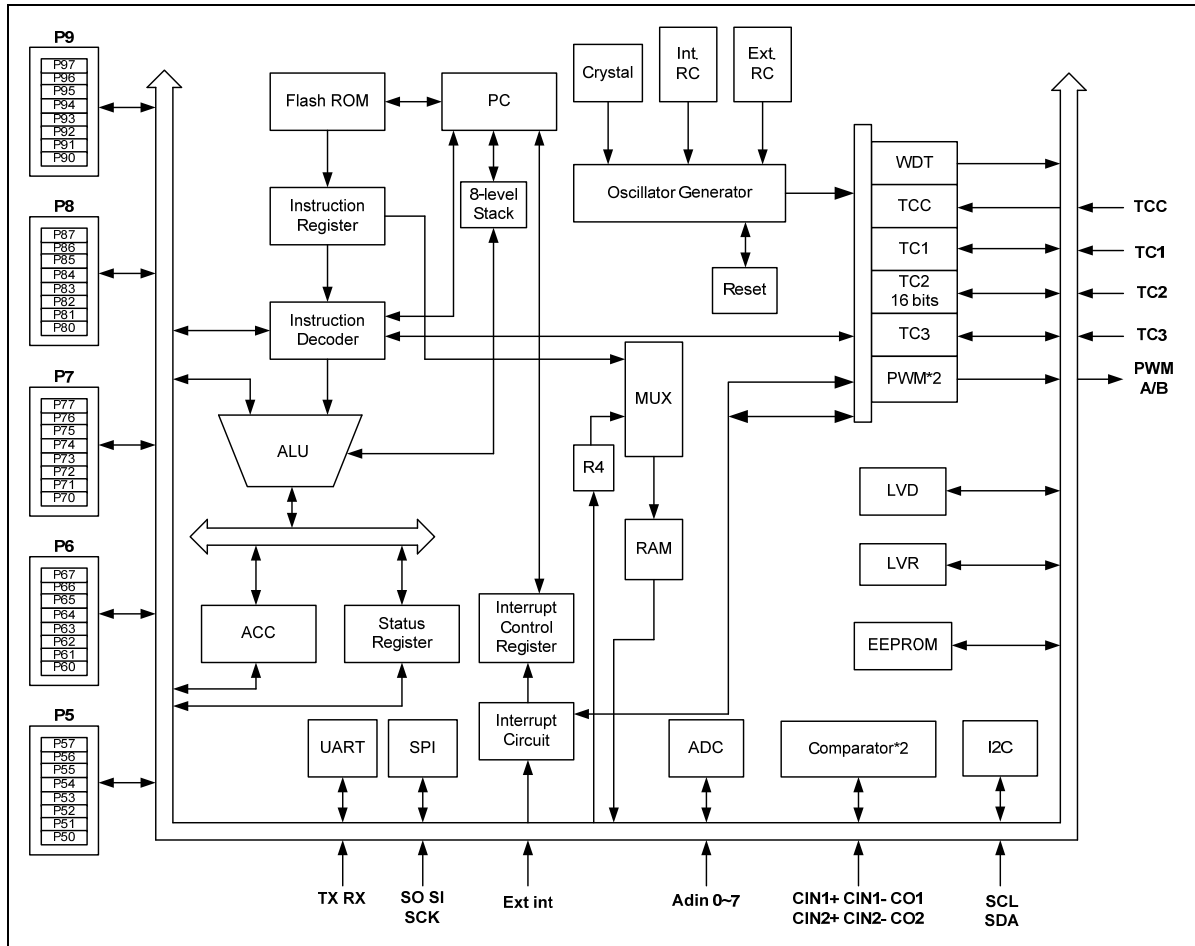 P9
P97
P96
P95
P94
P93
P92
P91
P90
P8
P87
P86
P85
P84
P83
P82
P81
P80
P7
P77
P76
P75
P74
P73
P72
P71
P70
P6
P67
P66
P65
P64
P63
P62
P61
P60
P5
P57
P56
P55
P54
P53
P52
P51
P50
Flash ROM
PC
Instruction
Register
8-level
Stack
Instruction
Decoder
ALU
ACC
Status
Register
Interrupt
Control
Register
Interrupt
Circuit
UART
SPI
Crystal
Int.
RC
Ext.
RC
Oscillator Generator
Reset
MUX
R4
RAM
WDT
TCC
TC1
TC2
16 bits
TC3
PWM*2
LVD
LVR
EEPROM
ADC
Comparator*2
I2C
TCC
TC1
TC2
TC3
PWM
A/B
TX RX
SO SI
SCK
Ext int
Adin 0~7
CIN1+ CIN1- CO1
CIN2+ CIN2- CO2
SCL
SDA